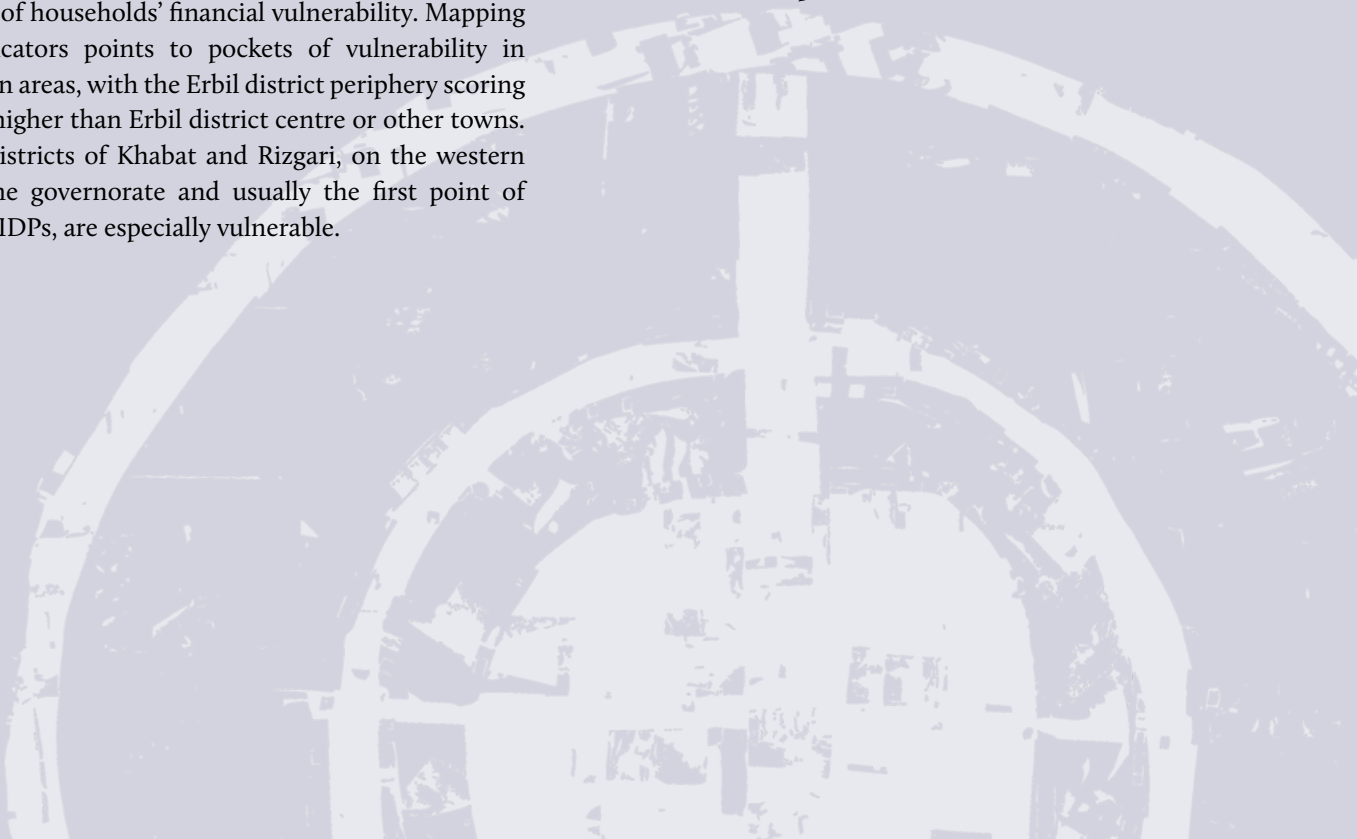 of households’ financial vulnerability. Mapping
cators points to pockets of vulnerability in
n areas, with the Erbil district periphery scoring
higher than Erbil district centre or other towns.
istricts of Khabat and Rizgari, on the western
he governorate and usually the first point of
IDPs, are especially vulnerable.